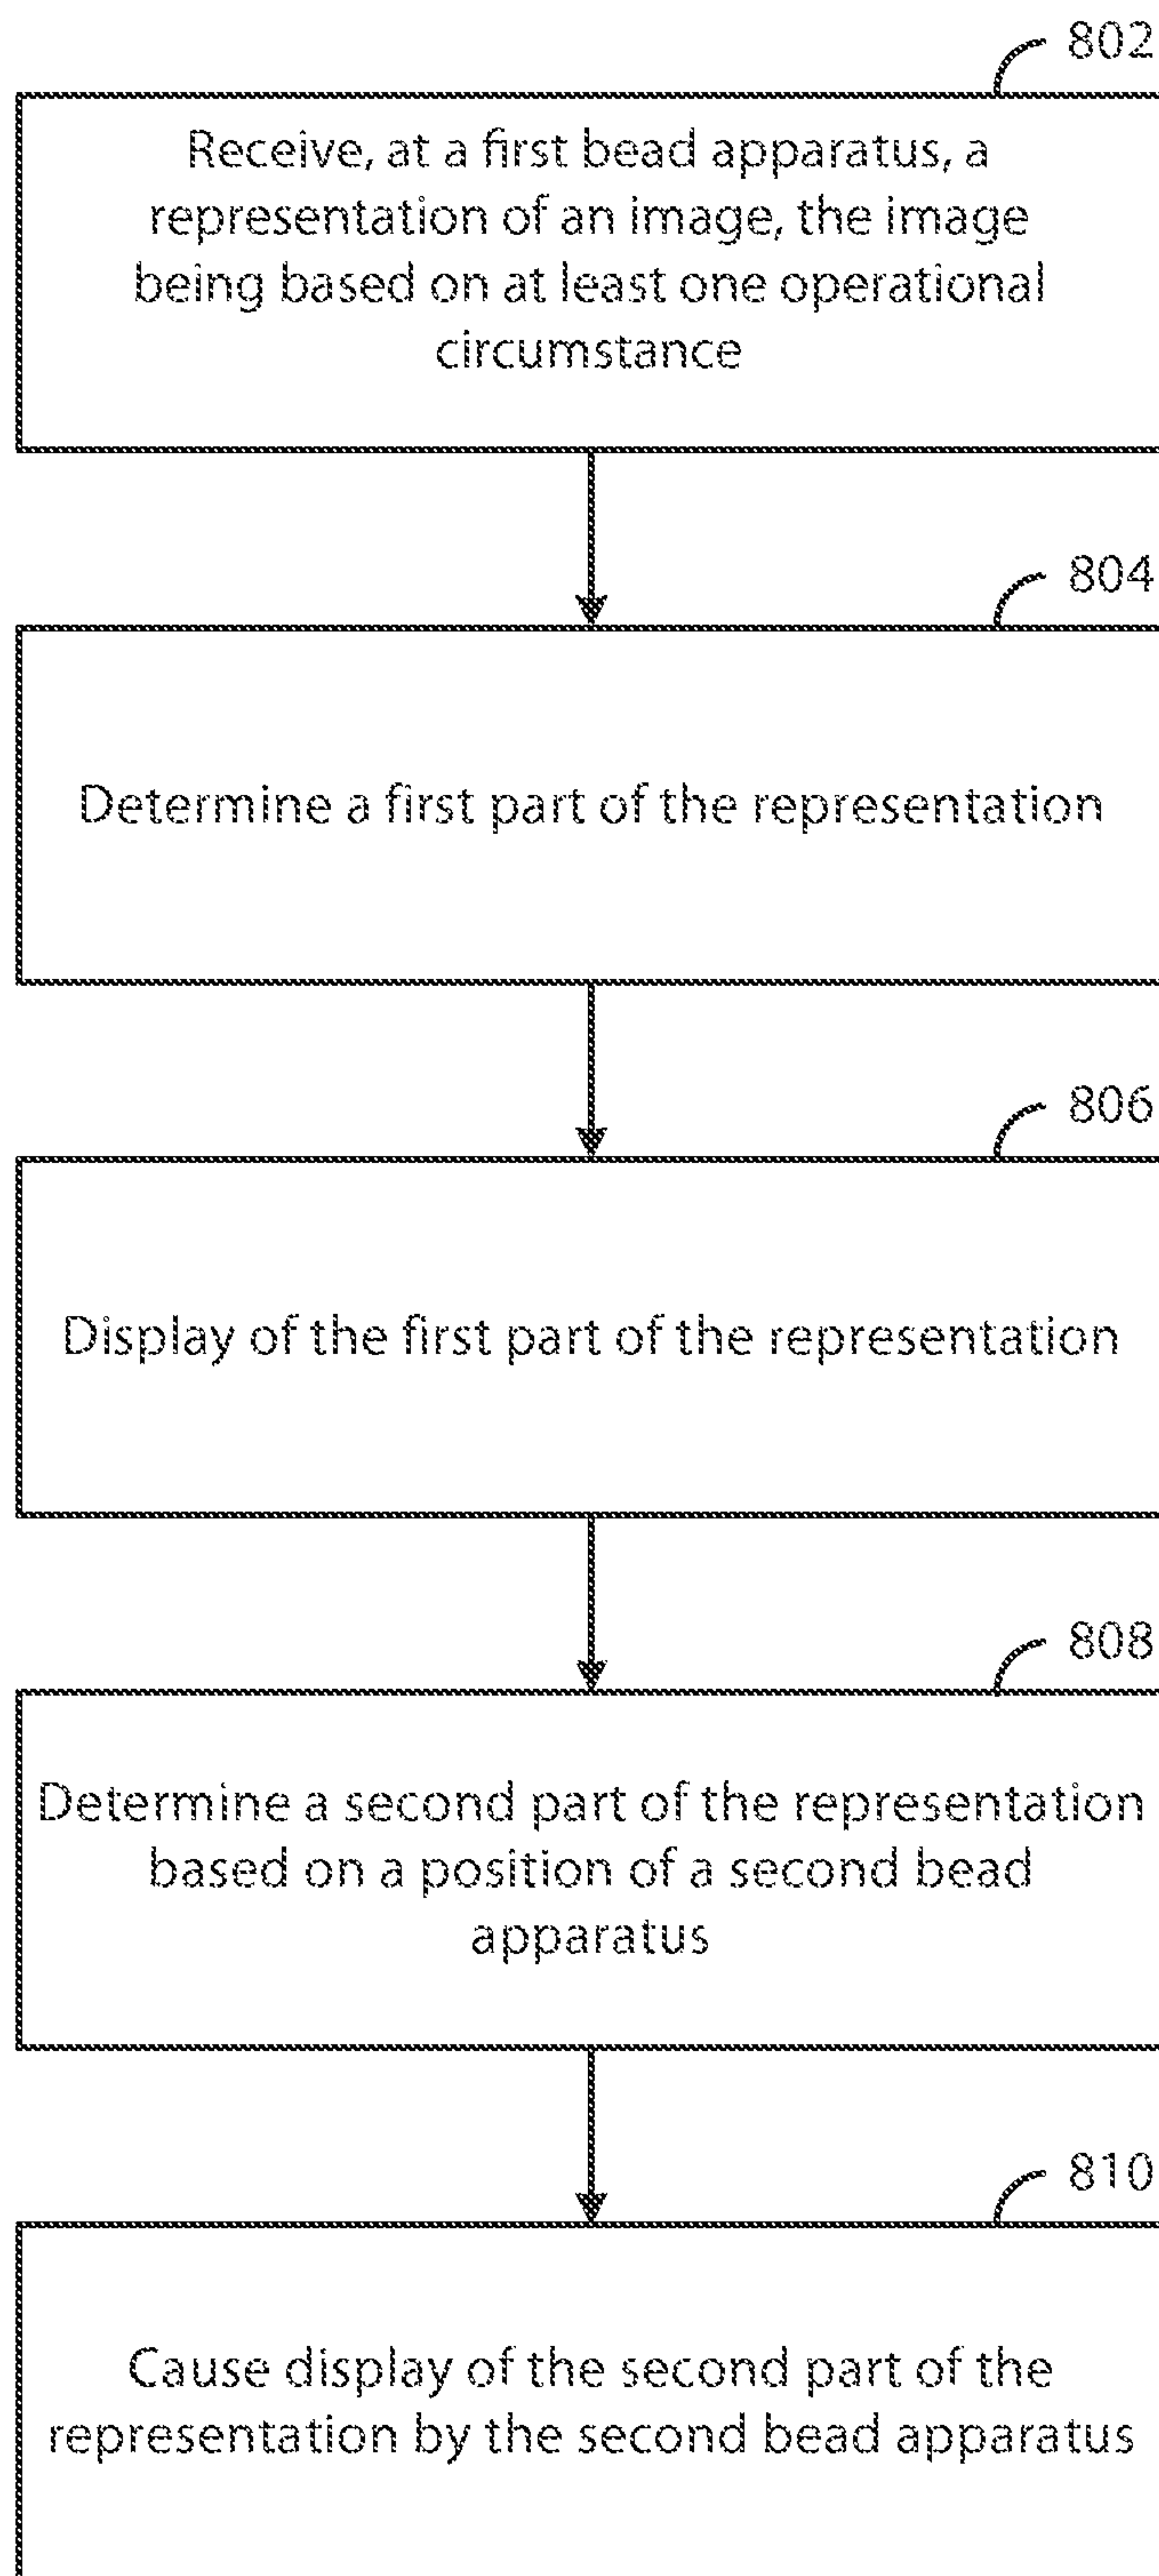 802
Receive, at a first bead apparatus, a
representation of an image, the image
being based on at least one operational
circumstance
804
Determine a first part of the representation
806
Display of the first part of the representation
808
Determine a second part of the representation
based on a position of a second bead
apparatus
810
Cause display of the second part of the
representation by the second bead apparatus